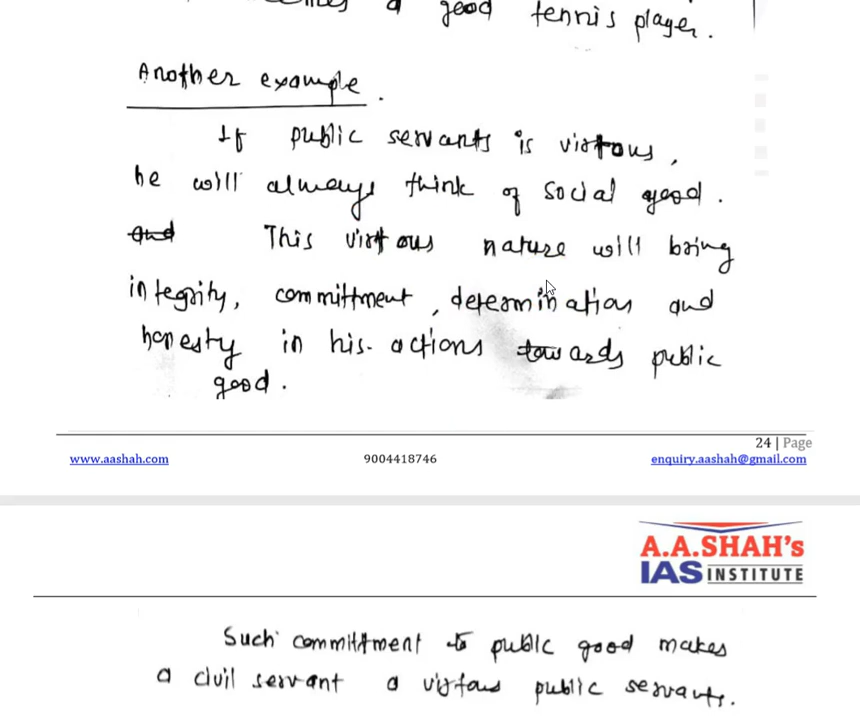 a good tennis player.
Another example.
If public servants is virtous,
he will always think of social good.
and This virtous nature will bring
integrity, committment, determination and
honesty in his actions towards public
good.
24 | Page
www.aashah.com 9004418746 enquiry.aashah@gmail.com
A.A.SHAH's
IAS INSTITUTE
Such committment to public good makes
a civil servant a virtous public servants.